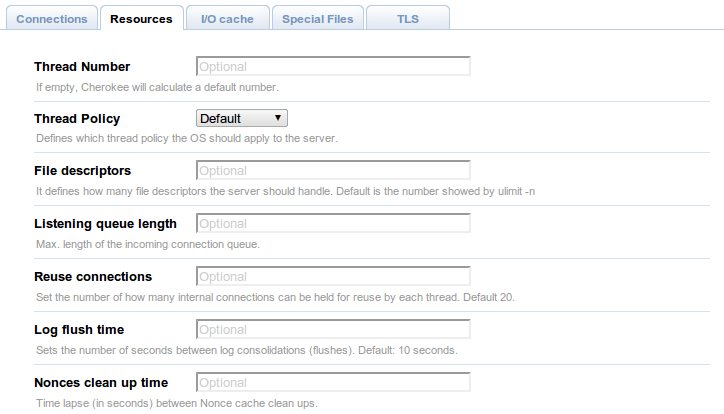 Connections Resources I/O cache Special Files TLS
Thread Number Optional
If empty, Cherokee will calculate a default number.
Thread Policy Default
Defines which thread policy the OS should apply to the server.
File descriptors Optional
It defines how many file descriptors the server should handle. Default is the number showed by ulimit -n
Listening queue length Optional
Max. length of the incoming connection queue.
Reuse connections Optional
Set the number of how many internal connections can be held for reuse by each thread. Default 20.
Log flush time Optional
Sets the number of seconds between log consolidations (flushes). Default: 10 seconds.
Nonces clean up time Optional
Time lapse (in seconds) between Nonce cache clean ups.